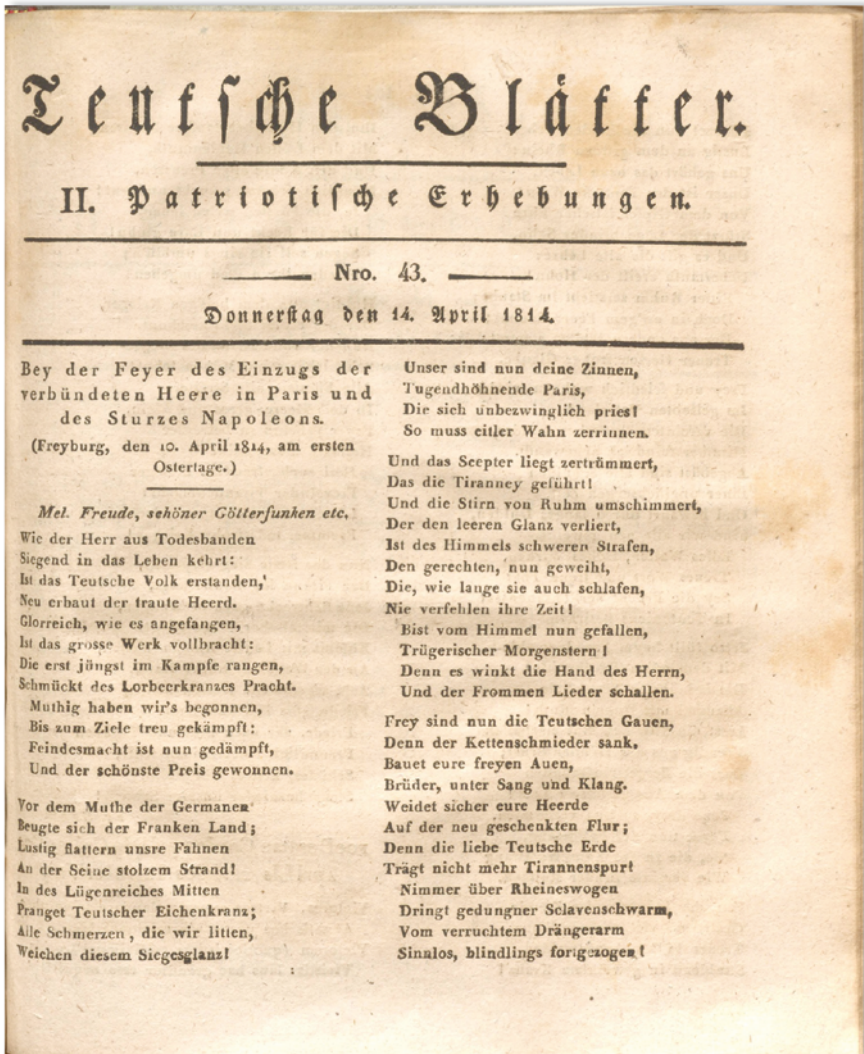 Teutsche Blätter.
II. Patriotische Erhebungen.
Nro. 43.
Donnerstag den 14. April 1814.
Bey der Feyer des Einzugs der
verbündeten Heere in Paris und
des Sturzes Napoleons.
(Freyburg, den 10. April 1814, am ersten
Ostertage.)
Mel. Freude, schöner Götterfunken etc.
Wie der Herr aus Todesbanden
Siegend in das Leben kehrt:
Ist das Teutsche Volk erstanden,
Neu erbaut der traute Heerd.
Glorreich, wie es angefangen,
Ist das grosse Werk vollbracht:
Die erst jüngst im Kampfe rangen,
Schmückt des Lorbeerkranzes Pracht.
Muthig haben wir's begonnen,
Bis zum Ziele treu gekämpft:
Feindesmacht ist nun gedämpft,
Und der schönste Preis gewonnen.
Vor dem Muthe der Germanen
Beugte sich der Franken Land;
Lustig flattern unsre Fahnen
An der Seine stolzem Strand!
In des Lügenreiches Mitten
Pranget Teutscher Eichenkranz;
Alle Schmerzen, die wir litten,
Weichen diesem Siegesglanz!
Unser sind nun deine Zinnen,
Tugendhöhnende Paris,
Die sich unbezwinglich pries!
So muss eitler Wahn zerrinnen.
Und das Scepter liegt zertrümmert,
Das die Tiranney geführt!
Und die Stirn von Ruhm umschimmert,
Der den leeren Glanz verliert,
Ist des Himmels schweren Strafen,
Den gerechten, nun geweiht,
Die, wie lange sie auch schlafen,
Nie verfehlen ihre Zeit!
Bist vom Himmel nun gefallen,
Trügerischer Morgenstern!
Denn es winkt die Hand des Herrn,
Und der Frommen Lieder schallen.
Frey sind nun die Teutschen Gauen,
Denn der Kettenschmieder sank.
Bauet eure freyen Auen,
Brüder, unter Sang und Klang.
Weidet sicher eure Heerde
Auf der neu geschenkten Flur;
Denn die liebe Teutsche Erde
Trägt nicht mehr Tirannenspur!
Nimmer über Rheineswogen
Dringt gedungner Sclavenschwarm,
Vom verruchtem Drängerarm
Sinnlos, blindlings fortgezogen!